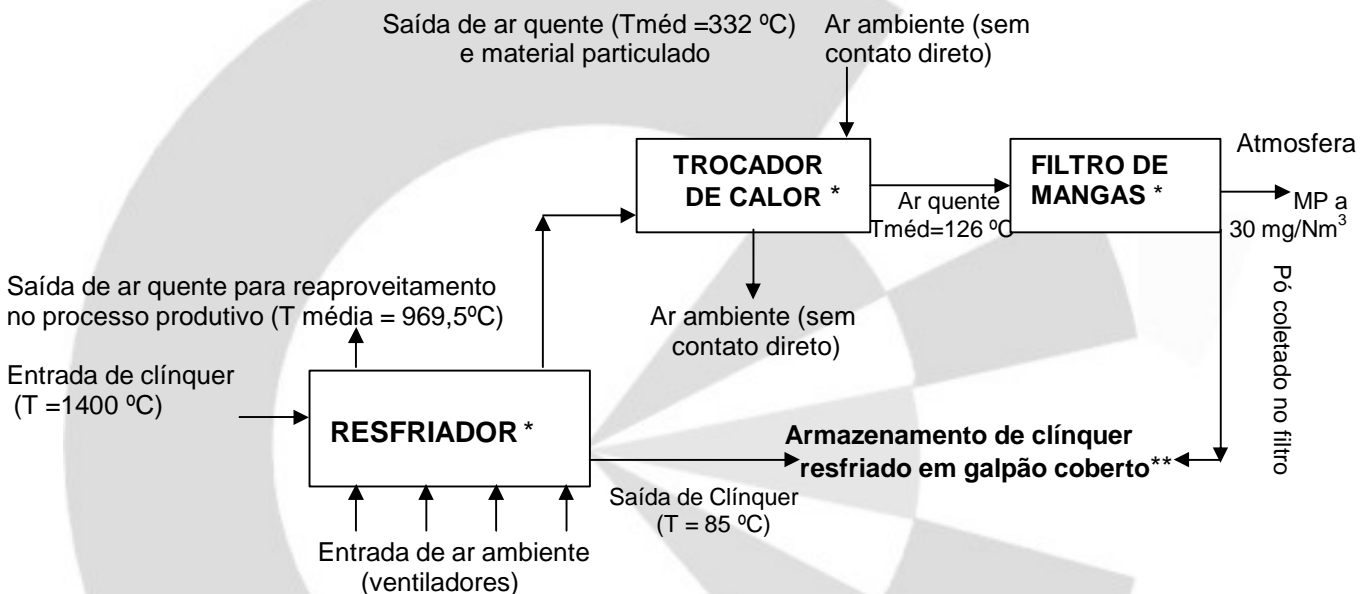 Saída de ar quente (Tméd =332 ºC)
e material particulado
Ar ambiente (sem
contato direto)
TROCADOR
DE CALOR *
FILTRO DE
MANGAS *
Atmosfera
Ar quente
Tméd=126 ºC
MP a
30 mg/Nm³
Pó coletado no filtro
Saída de ar quente para reaproveitamento
no processo produtivo (T média = 969,5ºC)
Ar ambiente (sem
contato direto)
Entrada de clínquer
(T =1400 ºC)
RESFRIADOR *
Armazenamento de clínquer
resfriado em galpão coberto**
Saída de Clínquer
(T = 85 ºC)
Entrada de ar ambiente
(ventiladores)